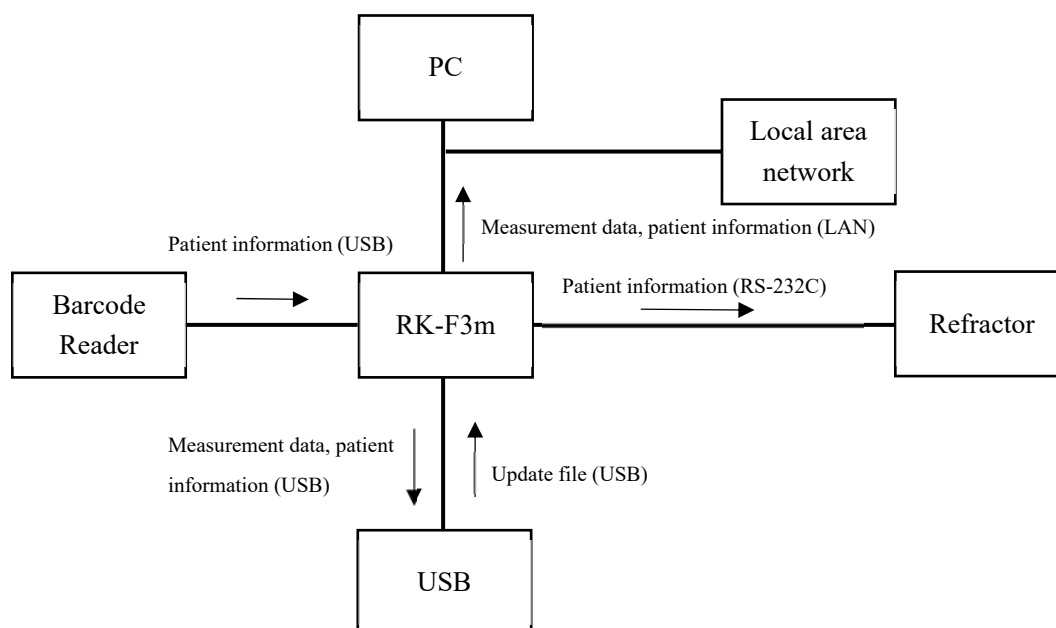 PC
Local area
network
Measurement data, patient information (LAN)
Patient information (USB)
Patient information (RS-232C)
Barcode
Reader
RK-F3m
Refractor
Measurement data, patient
information (USB)
Update file (USB)
USB